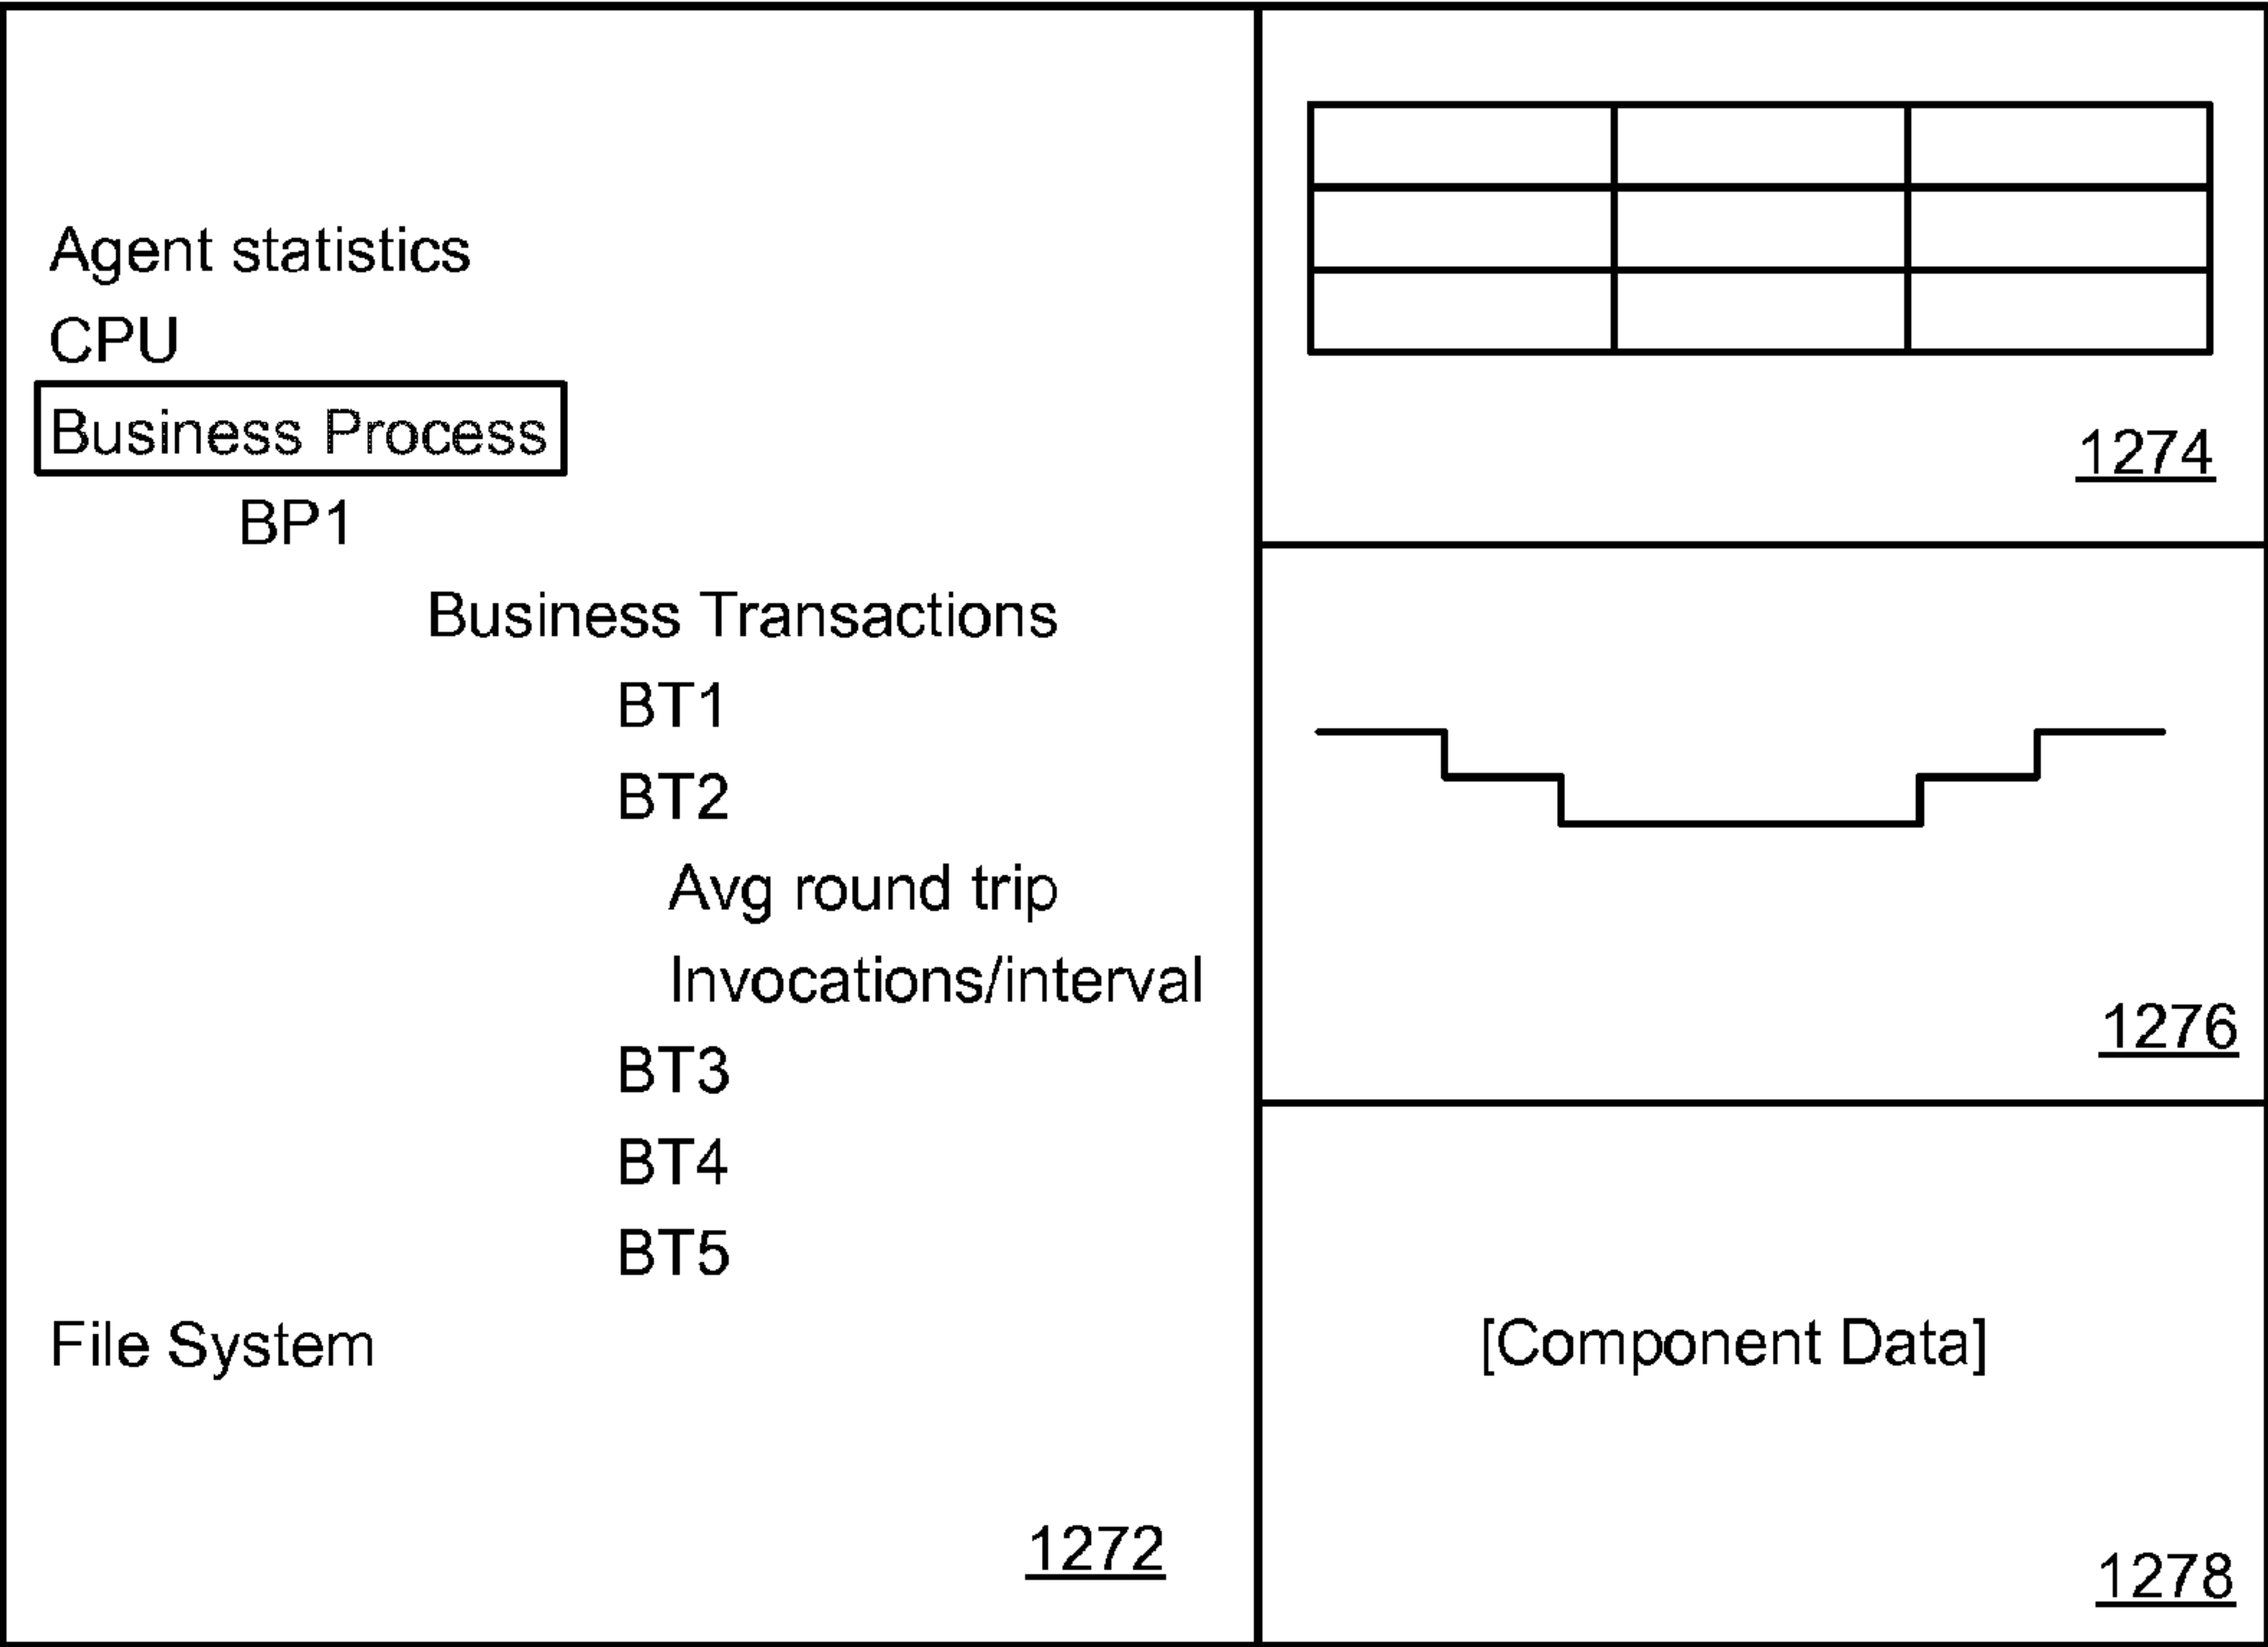 Agent statistics
CPU
Business Process
BP1
Business Transactions
BT1
BT2
Avg round trip
Invocations/interval
BT3
BT4
BT5
File System
1272
1274
1276
[Component Data]
1278